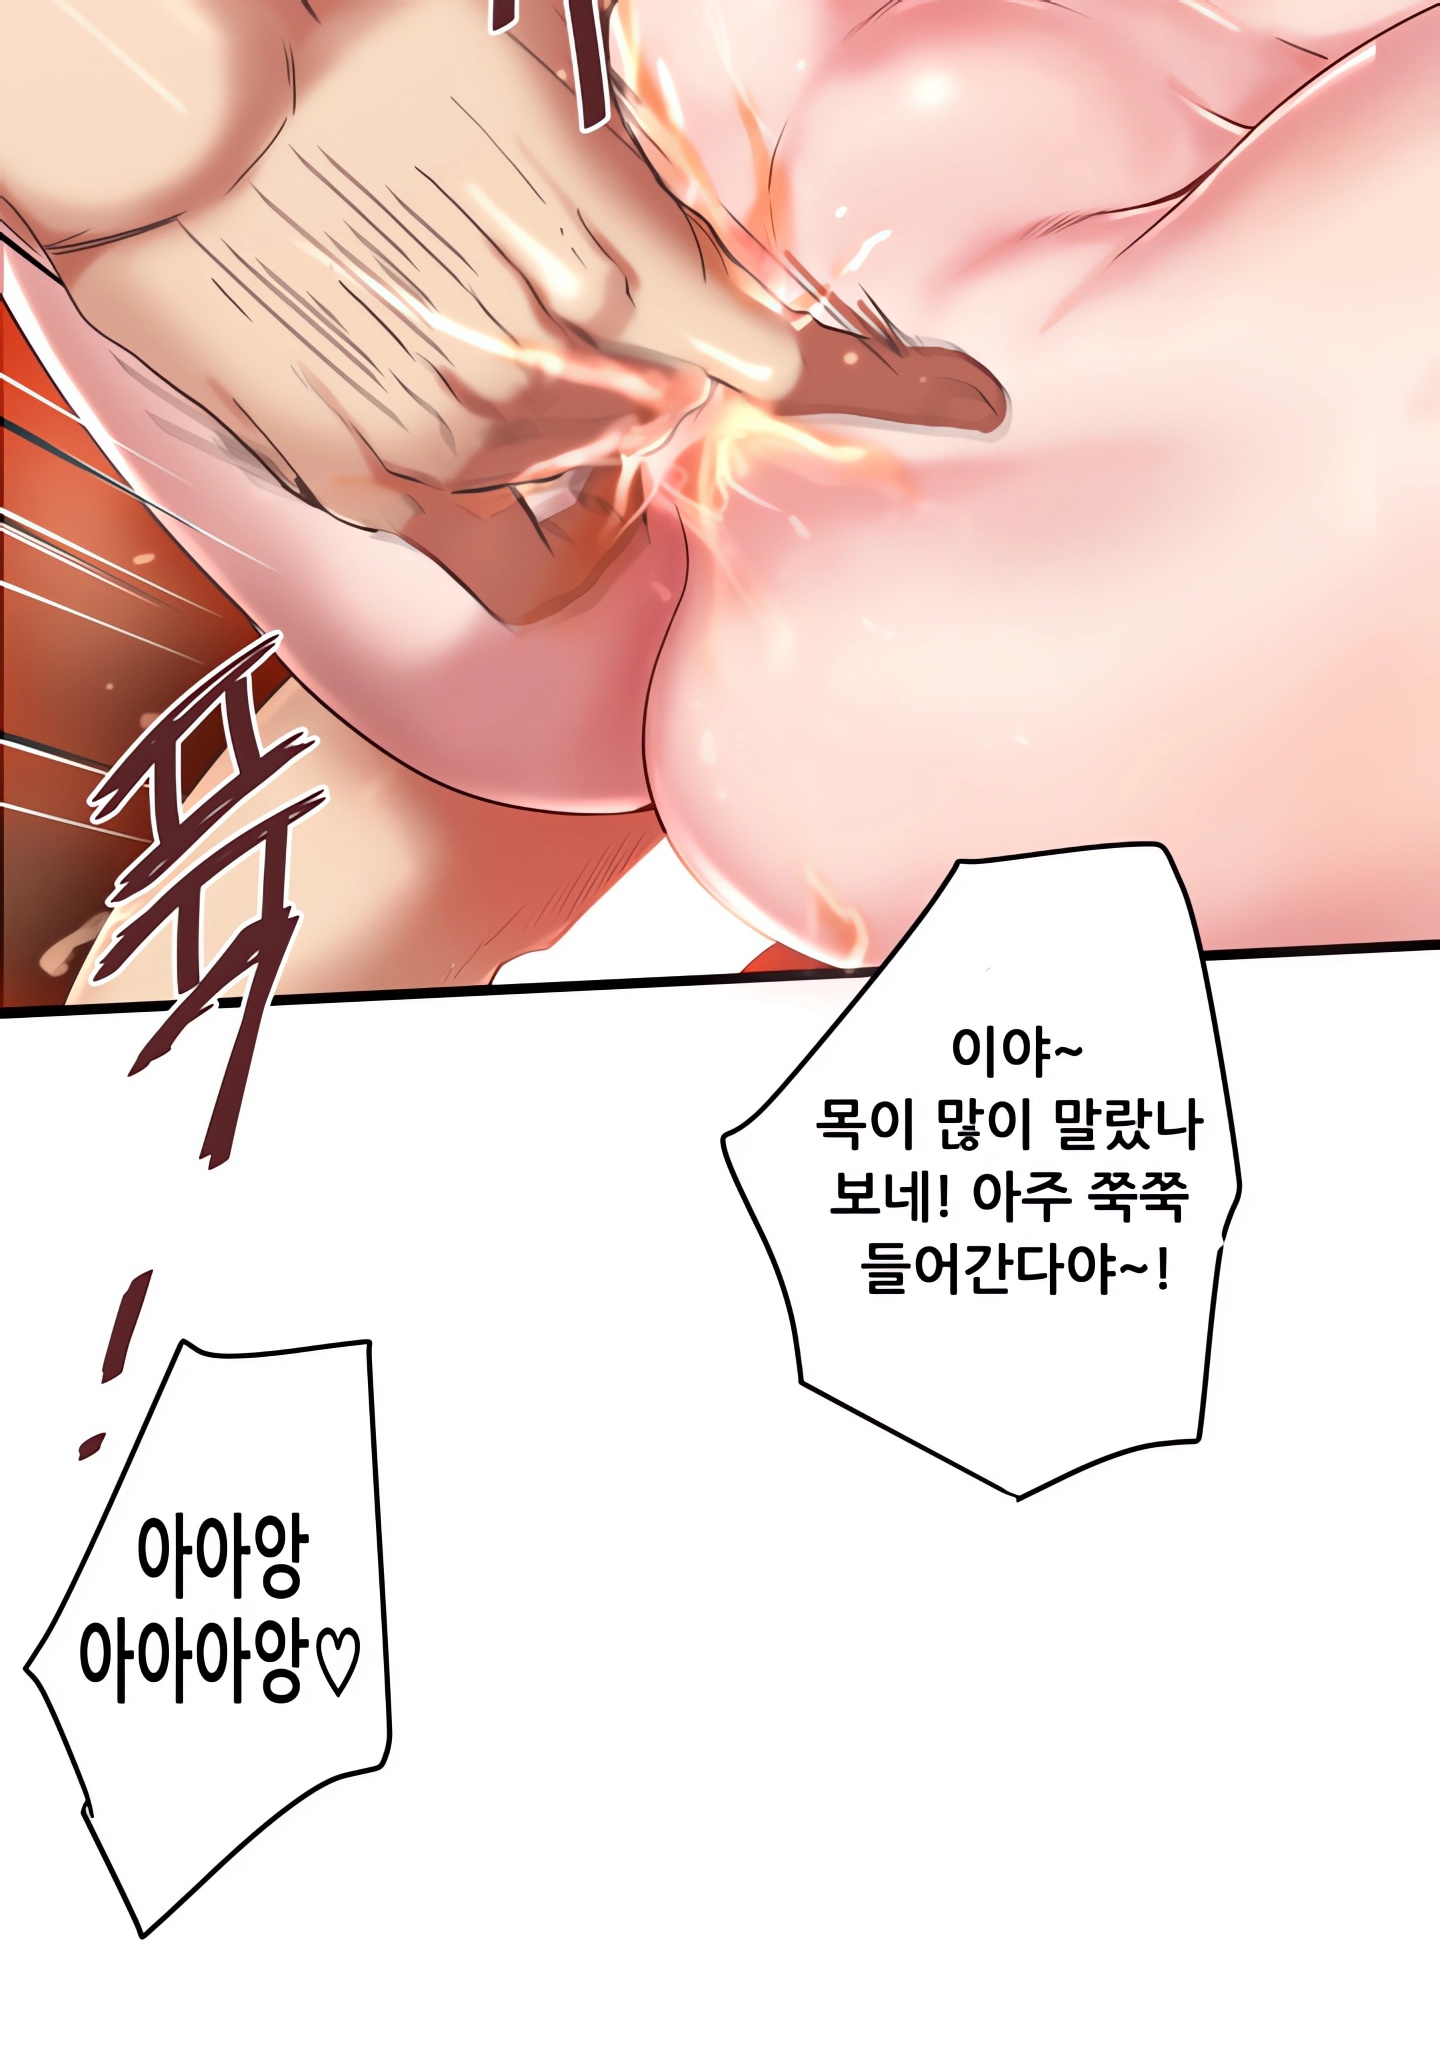 이야~
목이 많이 말랐나
보네! 아주 쭉쭉
들어간다야~!
아아앙
아아아앙♡